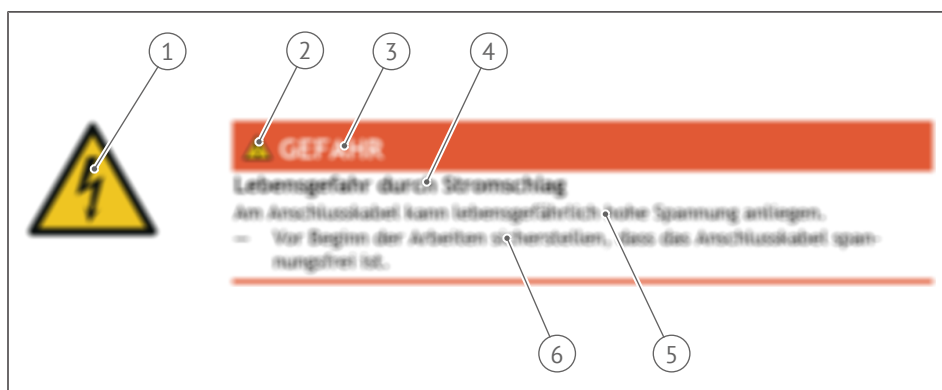 1 2 3 4
GEFAHR
Lebensgefahr durch Stromschlag
Am Anschlusskabel kann lebensgefährlich hohe Spannung anliegen.
– Vor Beginn der Arbeiten sicherstellen, dass das Anschlusskabel span-
nungsfrei ist.
6 5